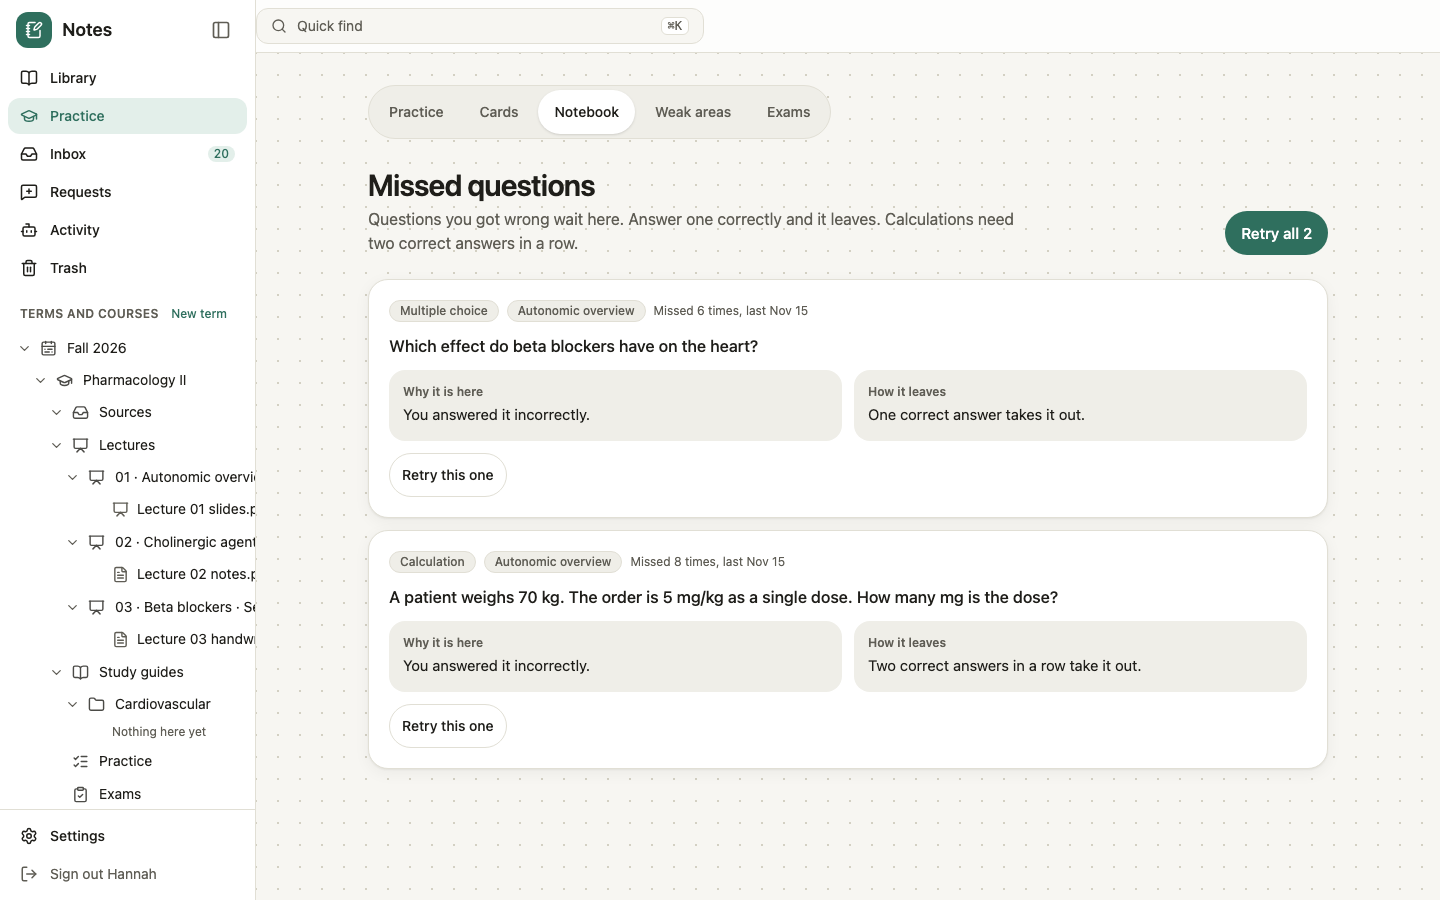 Notes
Quick find
⌘K
Library
Practice
Inbox
20
Requests
Activity
Trash
TERMS AND COURSES
New term
Fall 2026
Pharmacology II
Sources
Lectures
01 · Autonomic
Lecture 01
02 · Cholinergic
Lecture 02
03 · Beta blockers ·
Lecture 03
Study guides
Cardiovascular
Nothing here yet
Practice
Exams
Settings
Sign out Hannah
Practice
Cards
Notebook
Weak areas
Exams
Missed questions
Questions you got wrong wait here. Answer one correctly and it leaves. Calculations need
two correct answers in a row.
Retry all 2
Multiple choice
Autonomic overview
Missed 6 times, last Nov 15
Which effect do beta blockers have on the heart?
Why it is here
You answered it incorrectly.
How it leaves
One correct answer takes it out.
Retry this one
Calculation
Autonomic overview
Missed 8 times, last Nov 15
A patient weighs 70 kg. The order is 5 mg/kg as a single dose. How many mg is the dose?
Why it is here
You answered it incorrectly.
How it leaves
Two correct answers in a row take it out.
Retry this one